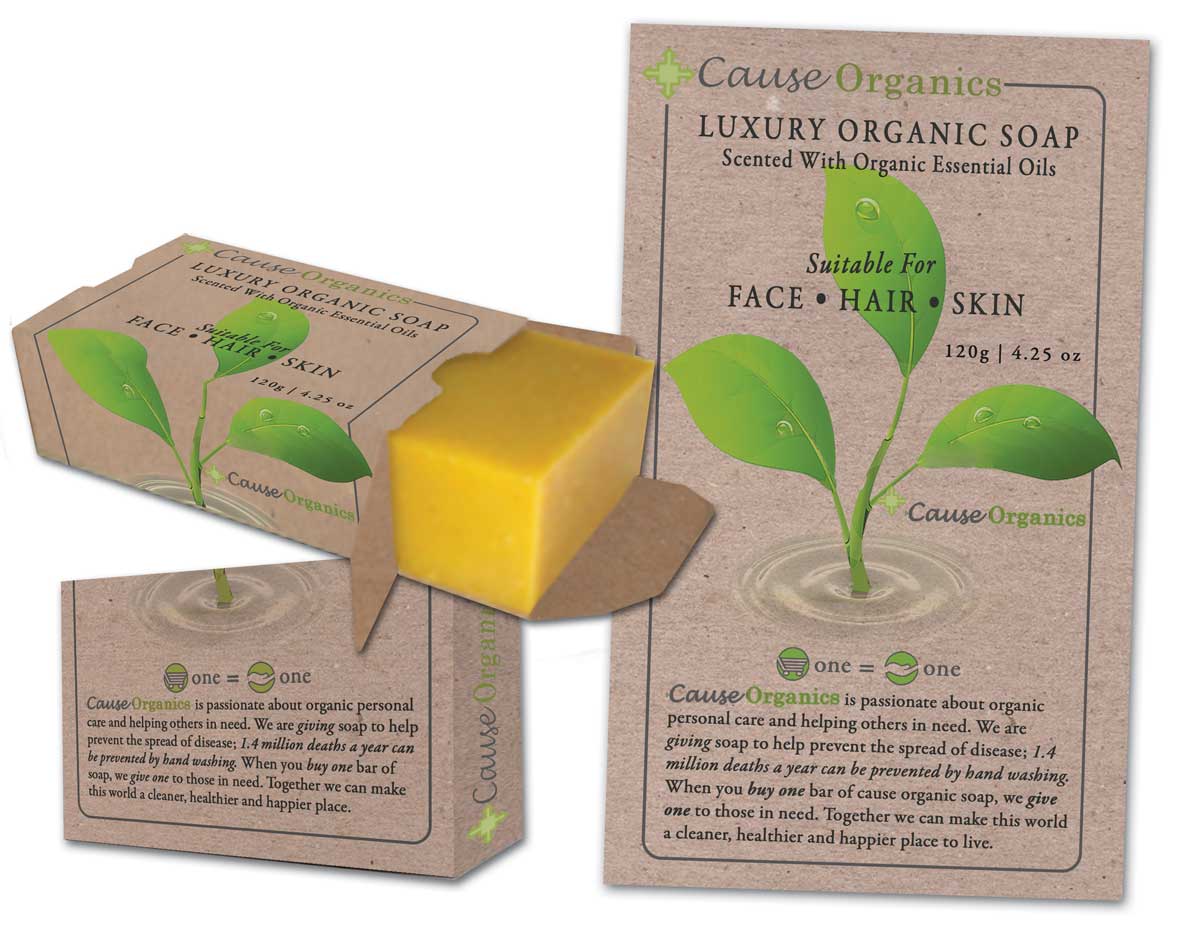 Cause Organics
LUXURY ORGANIC SOAP
Scented With Organic Essential Oils
Suitable For
FACE • HAIR • SKIN
120g | 4.25 oz
Cause Organics
one = one
Cause Organics is passionate about organic personal
care and helping others in need. We are giving soap to help
prevent the spread of disease; 1.4 million deaths a year can
be prevented by hand washing. When you buy one bar of
soap, we give one to those in need. Together we can make
this world a cleaner, healthier and happier place.
Cause Organi
Cause Organics
LUXURY ORGANIC SOAP
Scented With Organic Essential Oils
Suitable For
FACE • HAIR • SKIN
120g | 4.25 oz
Cause Organics
one = one
Cause Organics is passionate about organic
personal care and helping others in need. We are
giving soap to help prevent the spread of disease; 1.4
million deaths a year can be prevented by hand washing.
When you buy one bar of cause organic soap, we give
one to those in need. Together we can make this world
a cleaner, healthier and happier place to live.